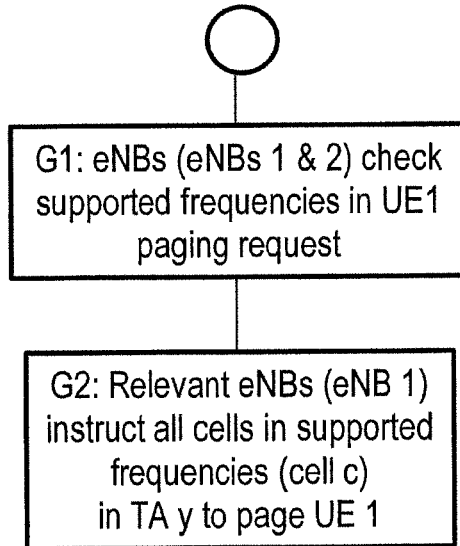 G1: eNBs (eNBs 1 & 2) check
supported frequencies in UE1
paging request
G2: Relevant eNBs (eNB 1)
instruct all cells in supported
frequencies (cell c)
in TA y to page UE 1